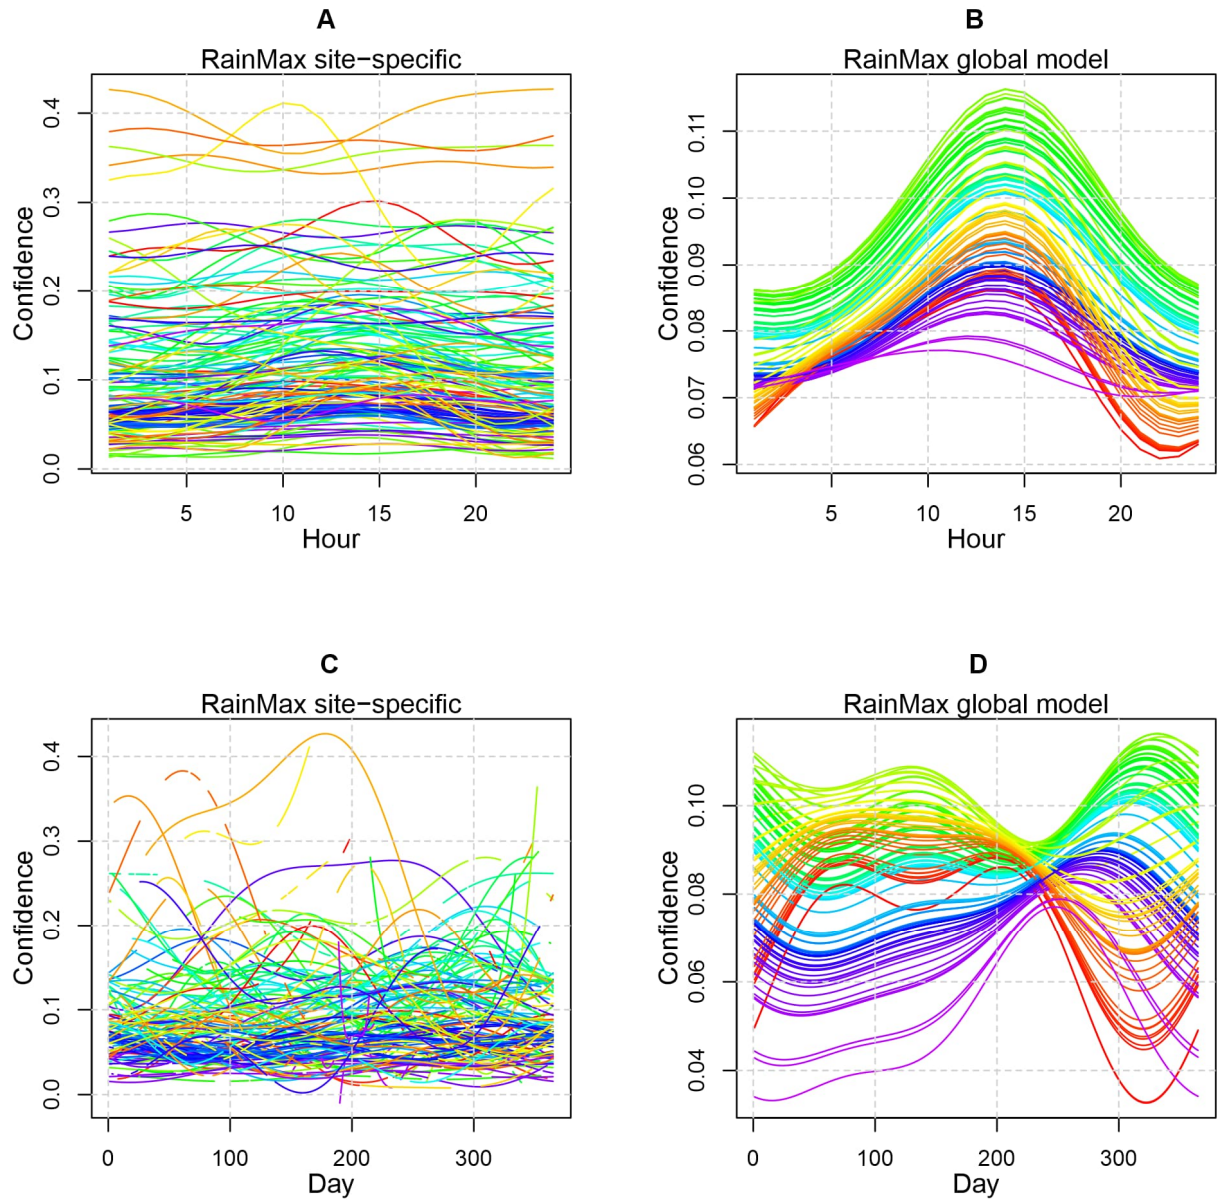 A
B
RainMax site−specific
RainMax global model
Confidence
0.0
0.1
0.2
0.3
0.4
5
10
15
20
Hour
Confidence
0.06
0.07
0.08
0.09
0.10
0.11
5
10
15
20
Hour
C
D
RainMax site−specific
RainMax global model
Confidence
0.0
0.1
0.2
0.3
0.4
0
100
200
300
Day
Confidence
0.04
0.06
0.08
0.10
0
100
200
300
Day